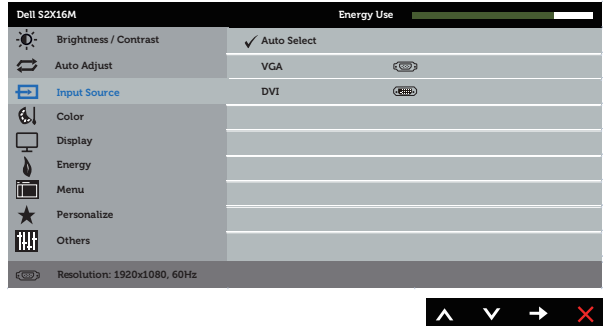 Dell S2X16M Energy Use
Brightness / Contrast
Auto Select
Auto Adjust
VGA
Input Source
DVI
Color
Display
Energy
Menu
Personalize
Others
Resolution: 1920x1080, 60Hz